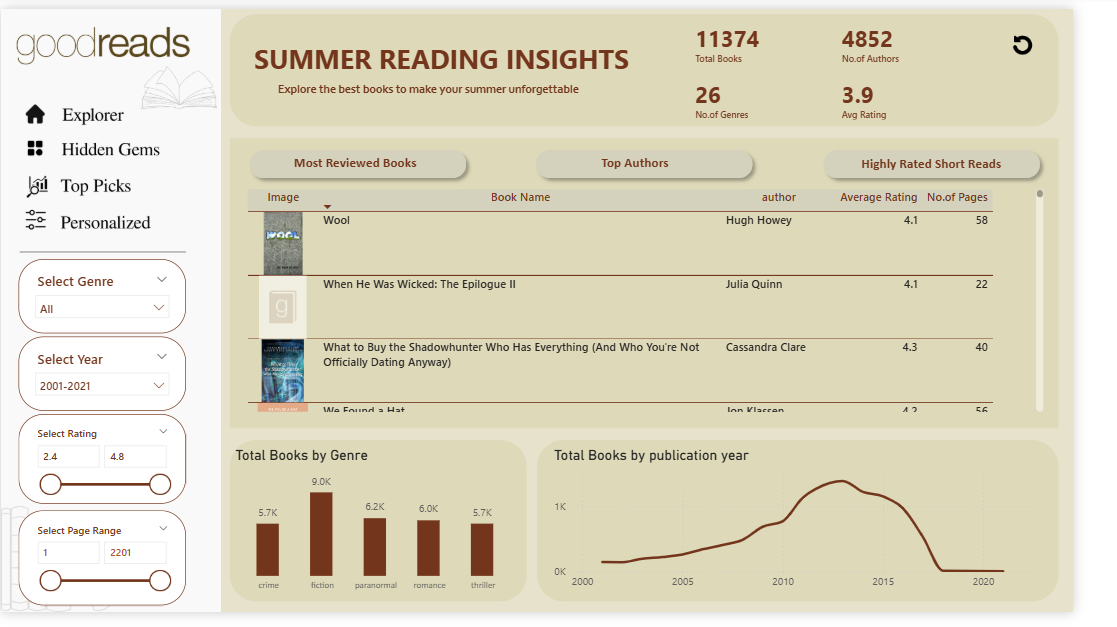 goodreads
Explorer
Hidden Gems
Top Picks
Personalized
Select Genre
All
Select Year
2001-2021
Select Rating
2.4 4.8
Select Page Range
1 2201
SUMMER READING INSIGHTS
Explore the best books to make your summer unforgettable
11374
Total Books
4852
No.of Authors
26
No.of Genres
3.9
Avg Rating
Most Reviewed Books
Top Authors
Highly Rated Short Reads
Image Book Name author Average Rating No.of Pages
WOOL
Wool Hugh Howey 4.1 58
g
When He Was Wicked: The Epilogue II Julia Quinn 4.1 22
What to Buy the Shadowhunter Who Has Everything (And Who You're Not Cassandra Clare 4.3 40
Officially Dating Anyway)
We Found a Hat Jon Klassen 4.2 56
Total Books by Genre
5.7K
9.0K
6.2K
6.0K
5.7K
crime fiction paranormal romance thriller
Total Books by publication year
1K
0K
2000 2005 2010 2015 2020